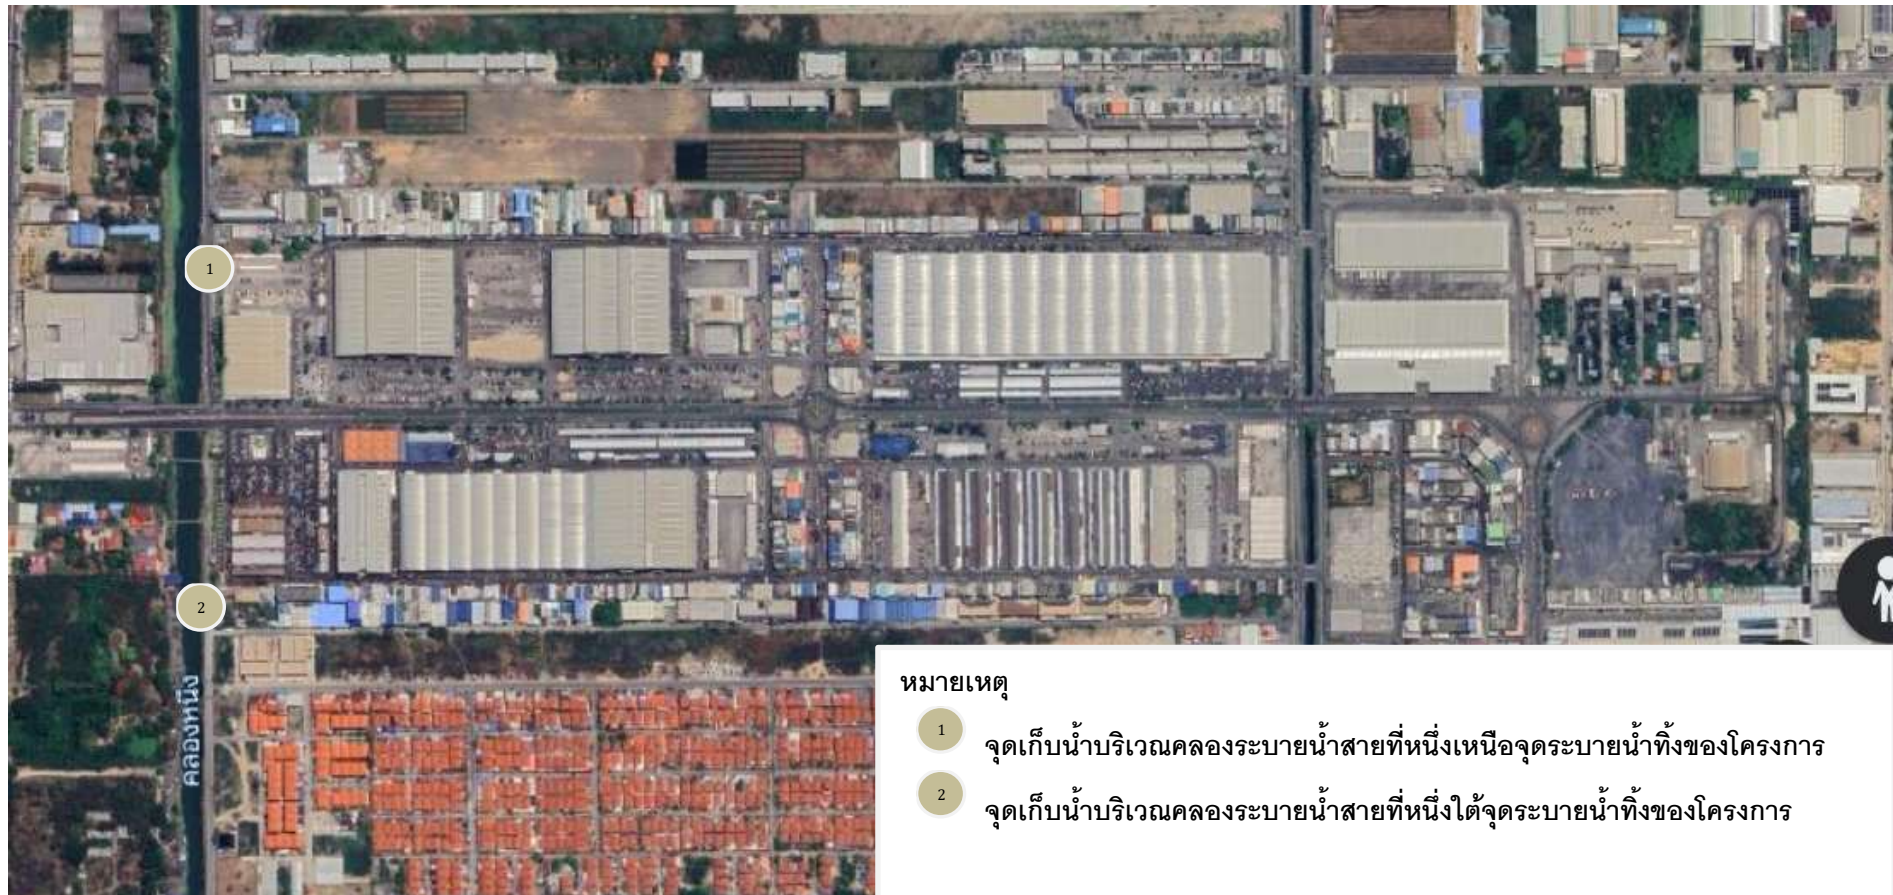 1
2
คลองหนึ่ง
หมายเหตุ
1
จุดเก็บน้ำบริเวณคลองระบายน้ำสายที่หนึ่งเหนือจุดระบายน้ำทิ้งของโครงการ
2
จุดเก็บน้ำบริเวณคลองระบายน้ำสายที่หนึ่งใต้จุดระบายน้ำทิ้งของโครงการ